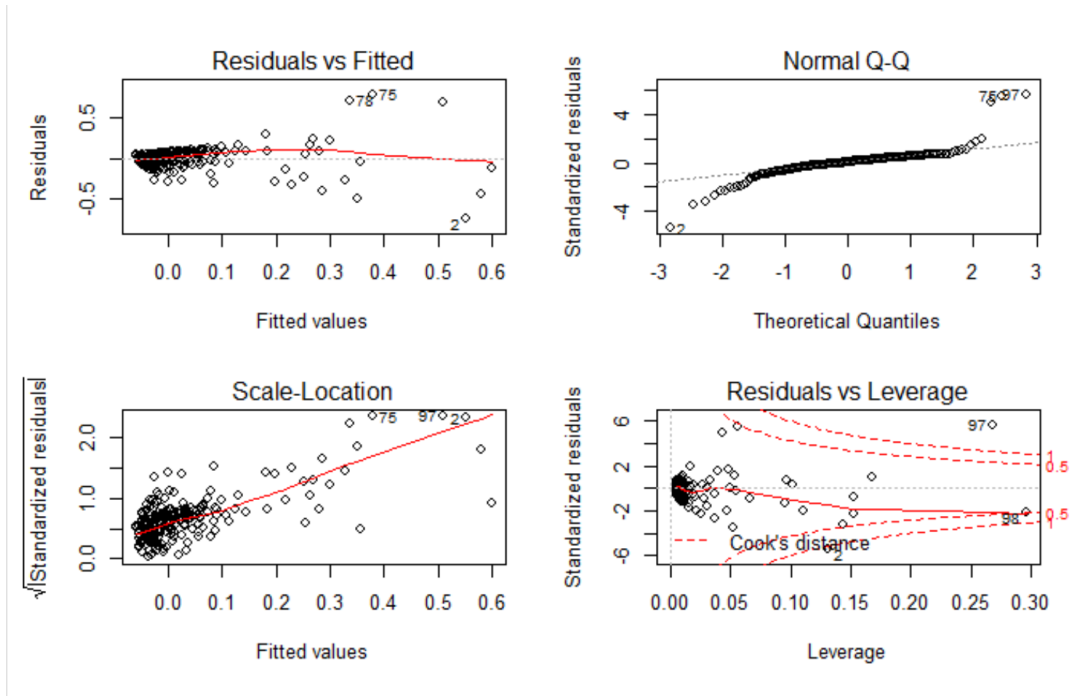 Residuals vs Fitted
Residuals
0.5
-0.5
78
75
2
0.0 0.1 0.2 0.3 0.4 0.5 0.6
Fitted values
Normal Q-Q
Standardized residuals
4
0
-4
97
2
-3 -2 -1 0 1 2 3
Theoretical Quantiles
Scale-Location
√|Standardized residuals|
2.0
1.0
0.0
75
97
2
0.0 0.1 0.2 0.3 0.4 0.5 0.6
Fitted values
Residuals vs Leverage
Standardized residuals
6
2
-2
-6
97
98
2
Cook's distance
1
0.5
0.5
1
0.00 0.05 0.10 0.15 0.20 0.25 0.30
Leverage